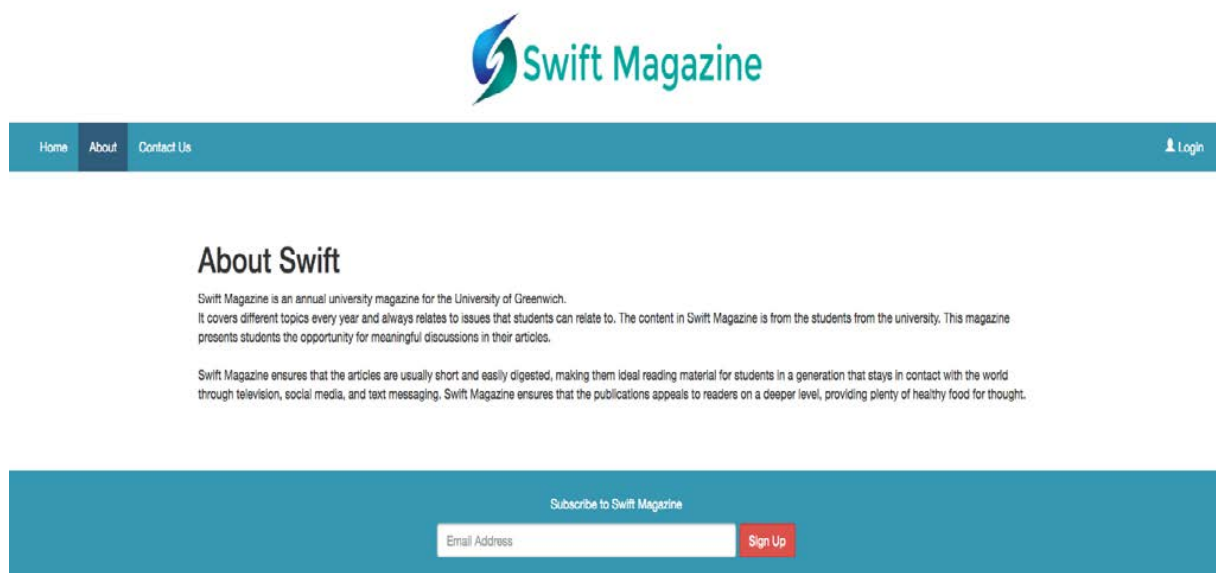 Swift Magazine
Home About Contact Us Login
About Swift
Swift Magazine is an annual university magazine for the University of Greenwich.
It covers different topics every year and always relates to issues that students can relate to. The content in Swift Magazine is from the students from the university. This magazine
presents students the opportunity for meaningful discussions in their articles.
Swift Magazine ensures that the articles are usually short and easily digested, making them ideal reading material for students in a generation that stays in contact with the world
through television, social media, and text messaging. Swift Magazine ensures that the publications appeals to readers on a deeper level, providing plenty of healthy food for thought.
Subscribe to Swift Magazine
Email Address Sign Up